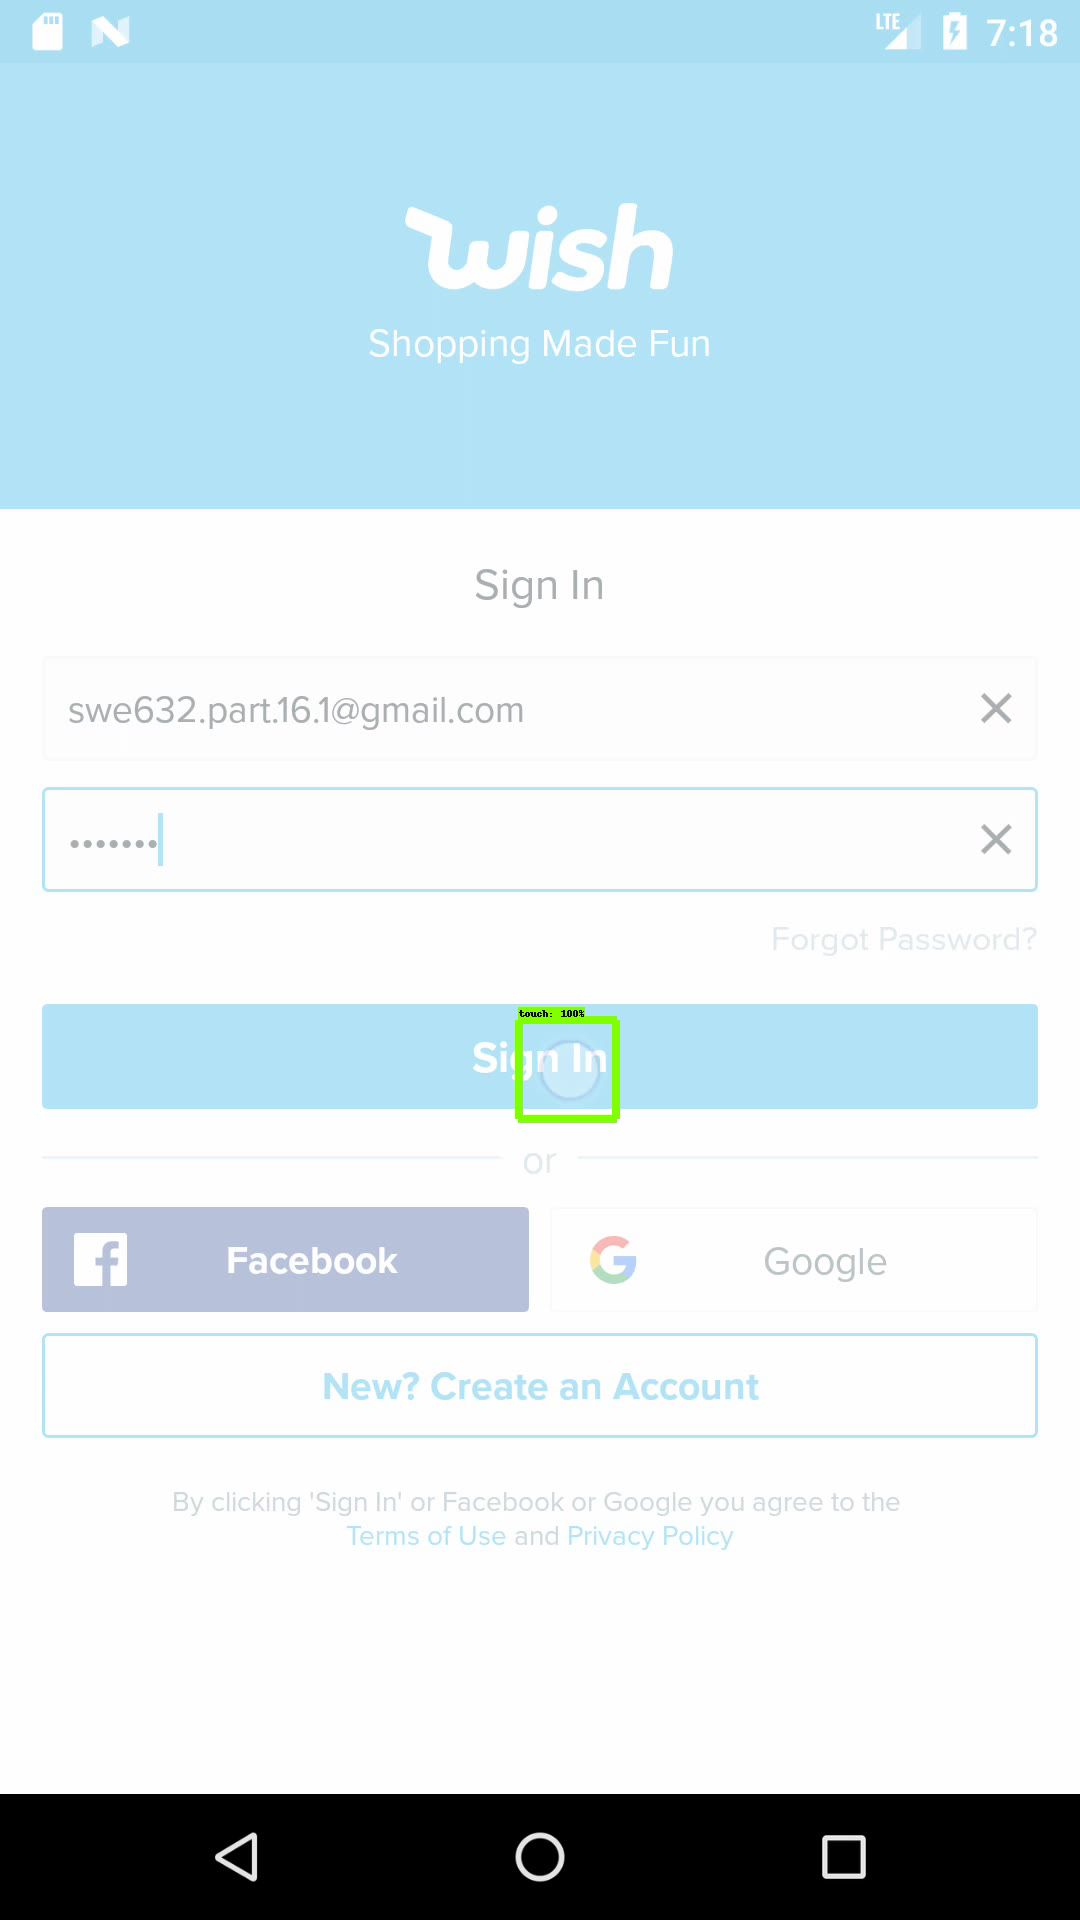 LTE 7:18
wish
Shopping Made Fun
Sign In
swe632.part.16.1@gmail.com
•••••••
Forgot Password?
touch: 100%
Sign In
or
Facebook
Google
New? Create an Account
By clicking 'Sign In' or Facebook or Google you agree to the
Terms of Use and Privacy Policy